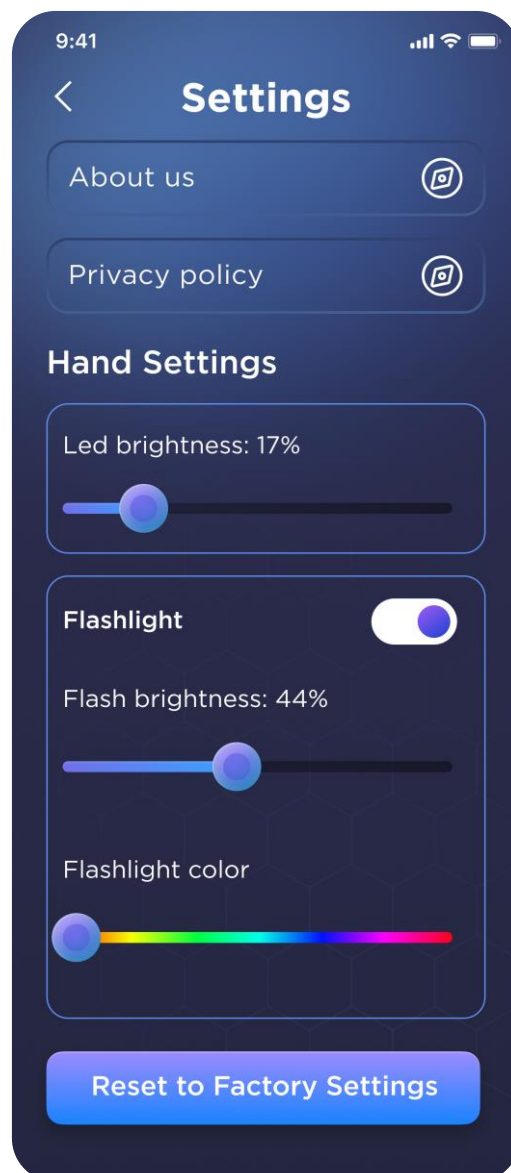 9:41
Settings
About us
Privacy policy
Hand Settings
Led brightness: 17%
Flashlight
Flash brightness: 44%
Flashlight color
Reset to Factory Settings